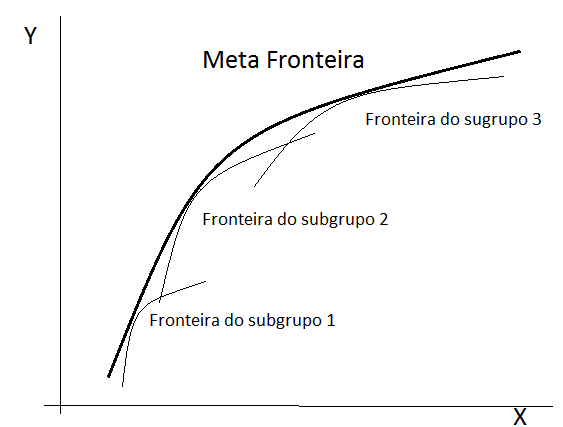 Y
Meta Fronteira
Fronteira do sugrupo 3
Fronteira do subgrupo 2
Fronteira do subgrupo 1
X